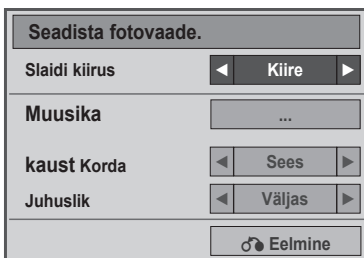 Seadista fotovaade.
Slaidi kiirus ◀ Kiire ▶
Muusika ...
kaust Korda ◀ Sees ▶
Juhuslik ◀ Väljas ▶
Eelmine